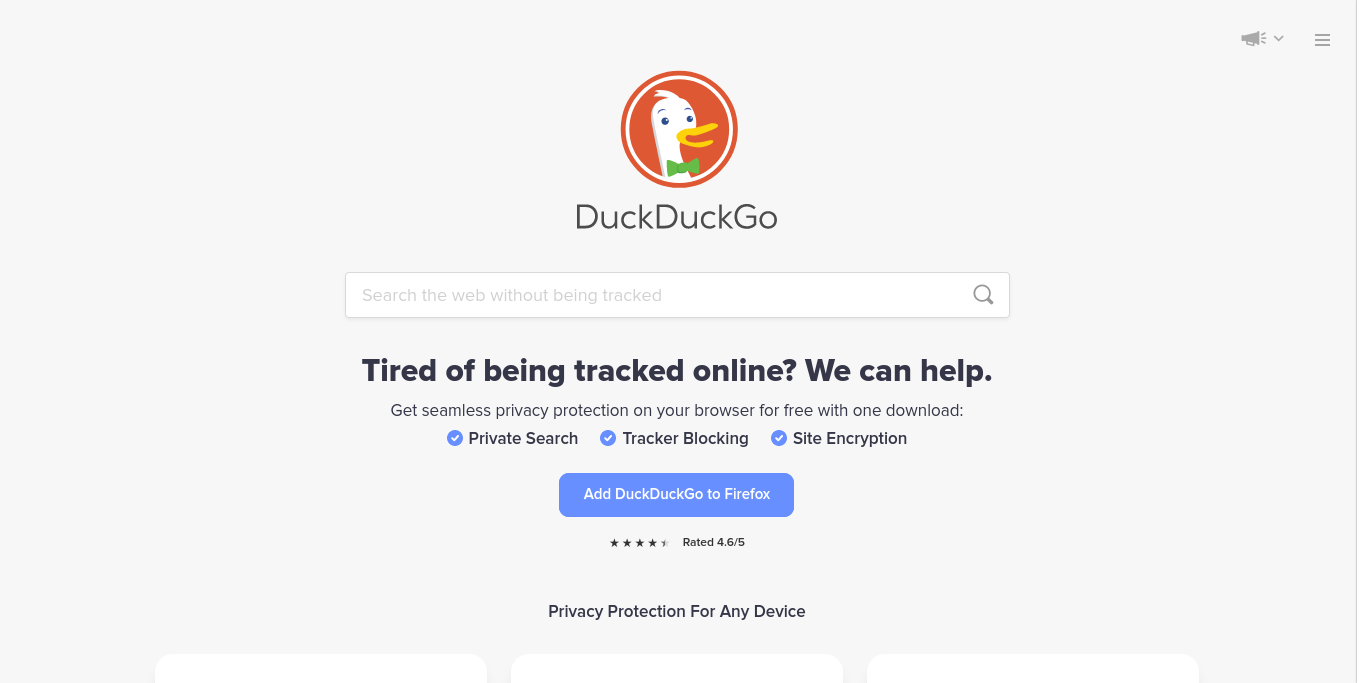 DuckDuckGo
Search the web without being tracked
Tired of being tracked online? We can help.
Get seamless privacy protection on your browser for free with one download:
Private Search Tracker Blocking Site Encryption
Add DuckDuckGo to Firefox
Rated 4.6/5
Privacy Protection For Any Device